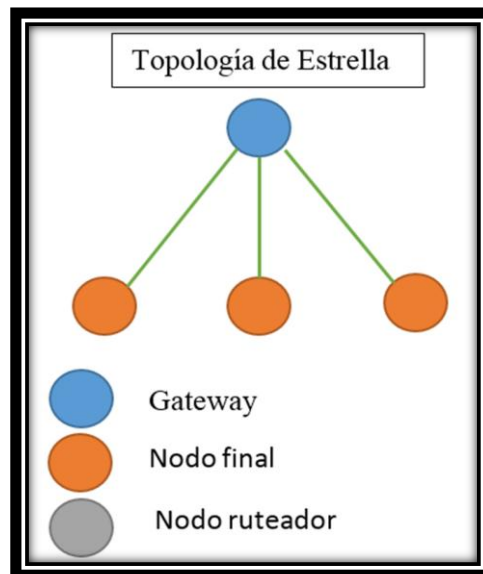 Topología de Estrella
Gateway
Nodo final
Nodo ruteador